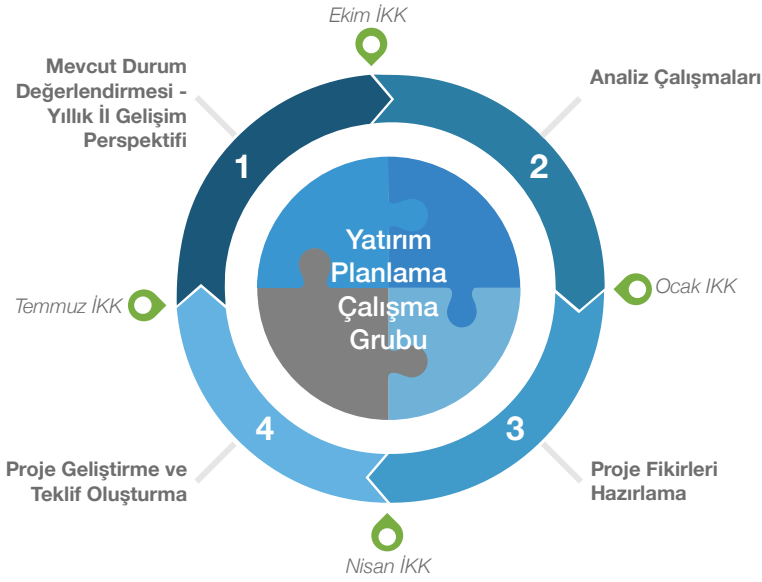 Ekim İKK
Mevcut Durum
Değerlendirmesi -
Yıllık İl Gelişim
Perspektifi
Analiz Çalışmaları
1
2
Yatırım
Planlama
Çalışma
Grubu
Temmuz İKK
Ocak IKK
4
3
Proje Geliştirme ve
Teklif Oluşturma
Proje Fikirleri
Hazırlama
Nisan İKK